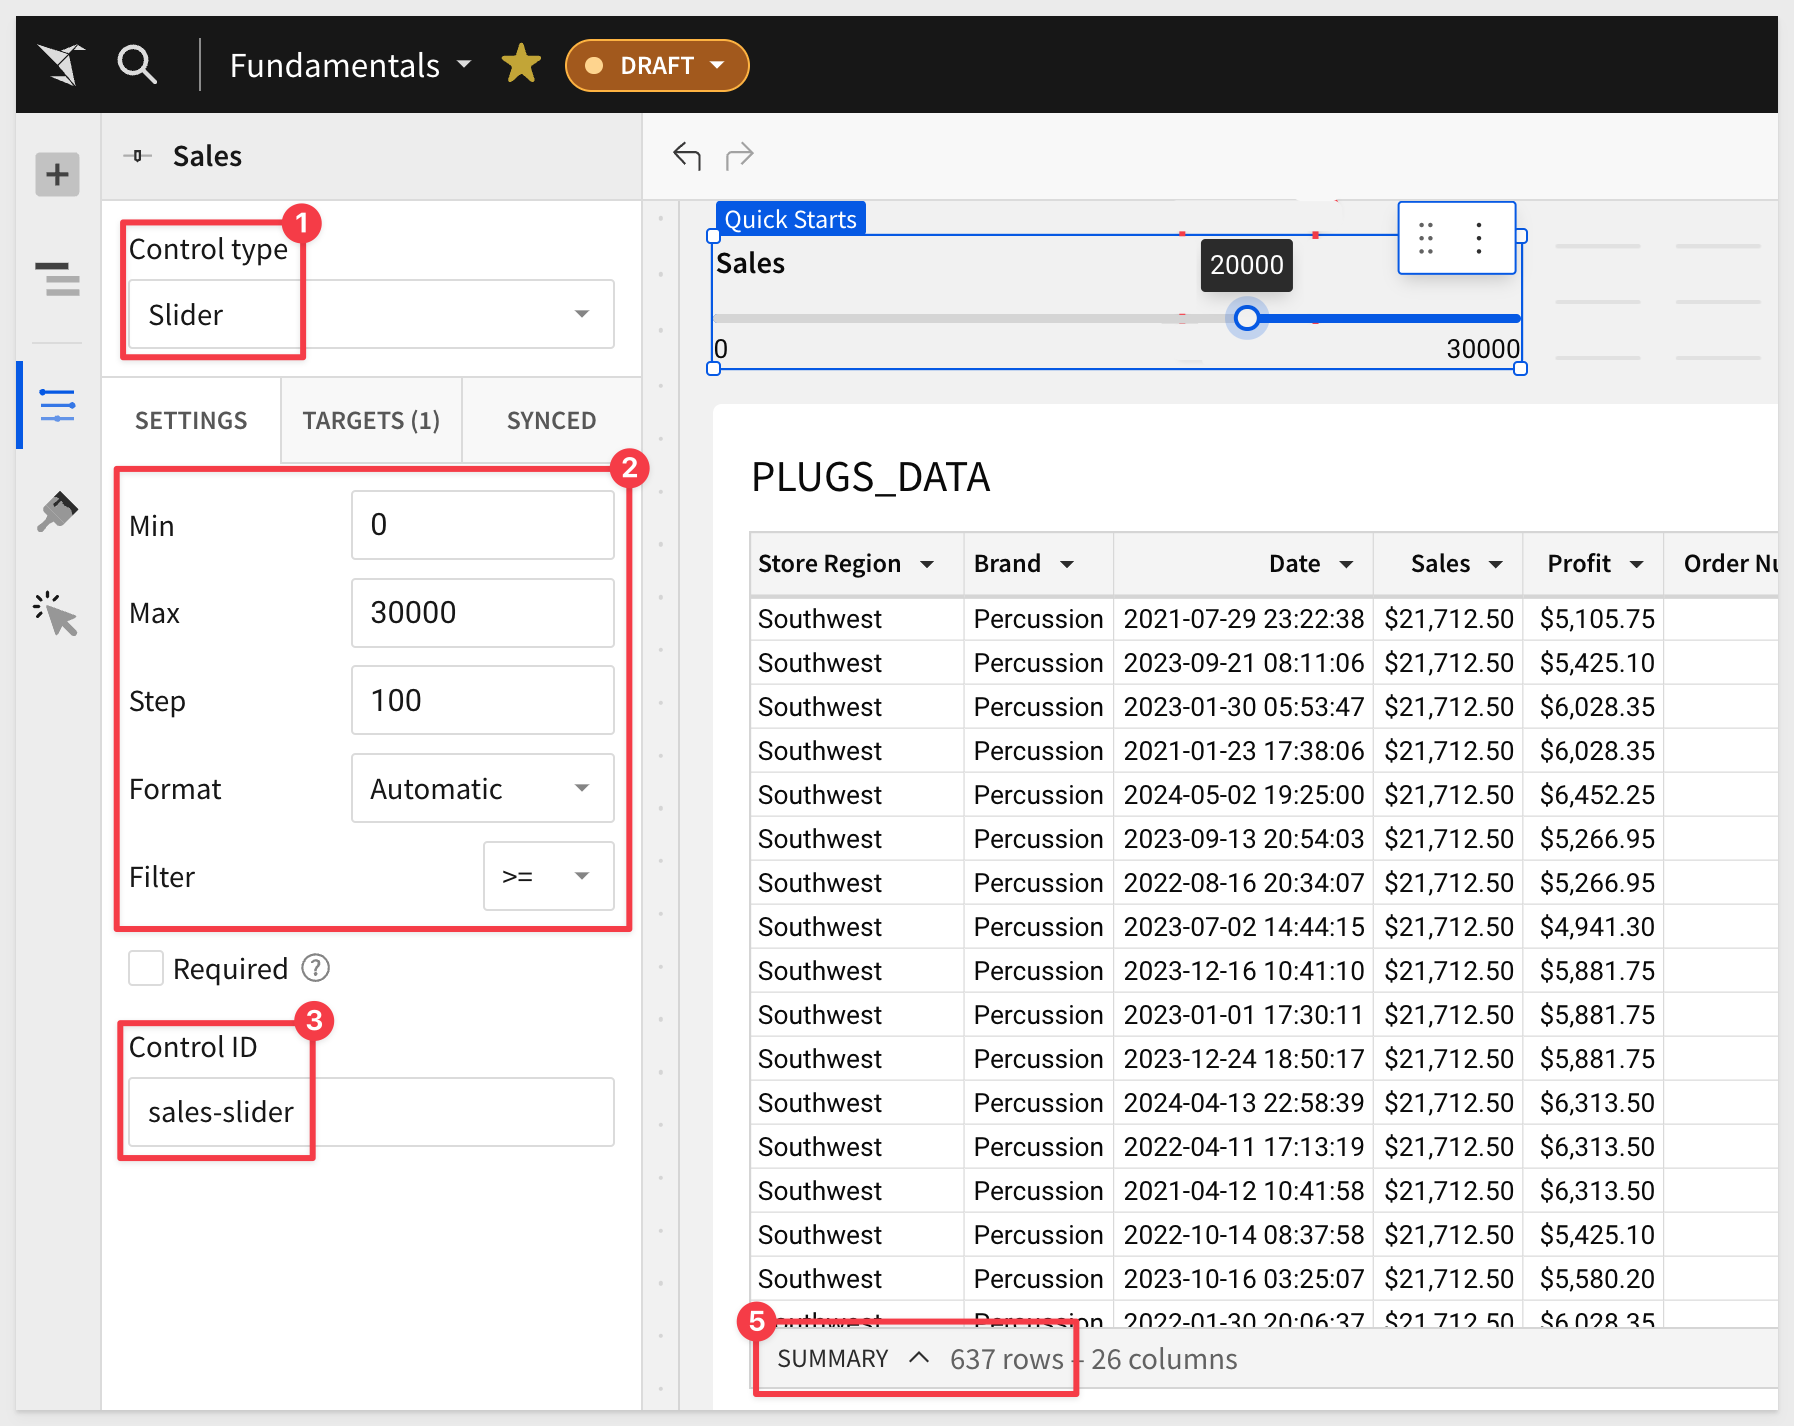 Fundamentals DRAFT
Sales
1
Control type
Slider
SETTINGS TARGETS (1) SYNCED
2
Min 0
Max 30000
Step 100
Format Automatic
Filter >=
Required ?
3
Control ID
sales-slider
Quick Starts
Sales
20000
0 30000
PLUGS_DATA
Store Region Brand Date Sales Profit Order Nu
Southwest Percussion 2021-07-29 23:22:38 $21,712.50 $5,105.75
Southwest Percussion 2023-09-21 08:11:06 $21,712.50 $5,425.10
Southwest Percussion 2023-01-30 05:53:47 $21,712.50 $6,028.35
Southwest Percussion 2021-01-23 17:38:06 $21,712.50 $6,028.35
Southwest Percussion 2024-05-02 19:25:00 $21,712.50 $6,452.25
Southwest Percussion 2023-09-13 20:54:03 $21,712.50 $5,266.95
Southwest Percussion 2022-08-16 20:34:07 $21,712.50 $5,266.95
Southwest Percussion 2023-07-02 14:44:15 $21,712.50 $4,941.30
Southwest Percussion 2023-12-16 10:41:10 $21,712.50 $5,881.75
Southwest Percussion 2023-01-01 17:30:11 $21,712.50 $5,881.75
Southwest Percussion 2023-12-24 18:50:17 $21,712.50 $5,881.75
Southwest Percussion 2024-04-13 22:58:39 $21,712.50 $6,313.50
Southwest Percussion 2022-04-11 17:13:19 $21,712.50 $6,313.50
Southwest Percussion 2021-04-12 10:41:58 $21,712.50 $6,313.50
Southwest Percussion 2022-10-14 08:37:58 $21,712.50 $5,425.10
Southwest Percussion 2023-10-16 03:25:07 $21,712.50 $5,580.20
Southwest Percussion 2022-01-30 20:06:37 $21,712.50 $6,028.35
5
SUMMARY 637 rows - 26 columns